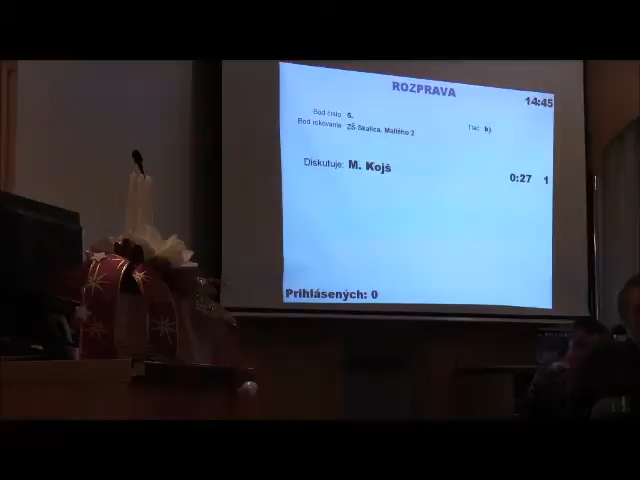 ROZPRAVA
14:45
Bod číslo: 5.
Bod rokovania: ZŠ Skalica, Mallého 2
Tlač b)
Diskutuje: M. Kojš
0:27 1
Prihlásených: 0